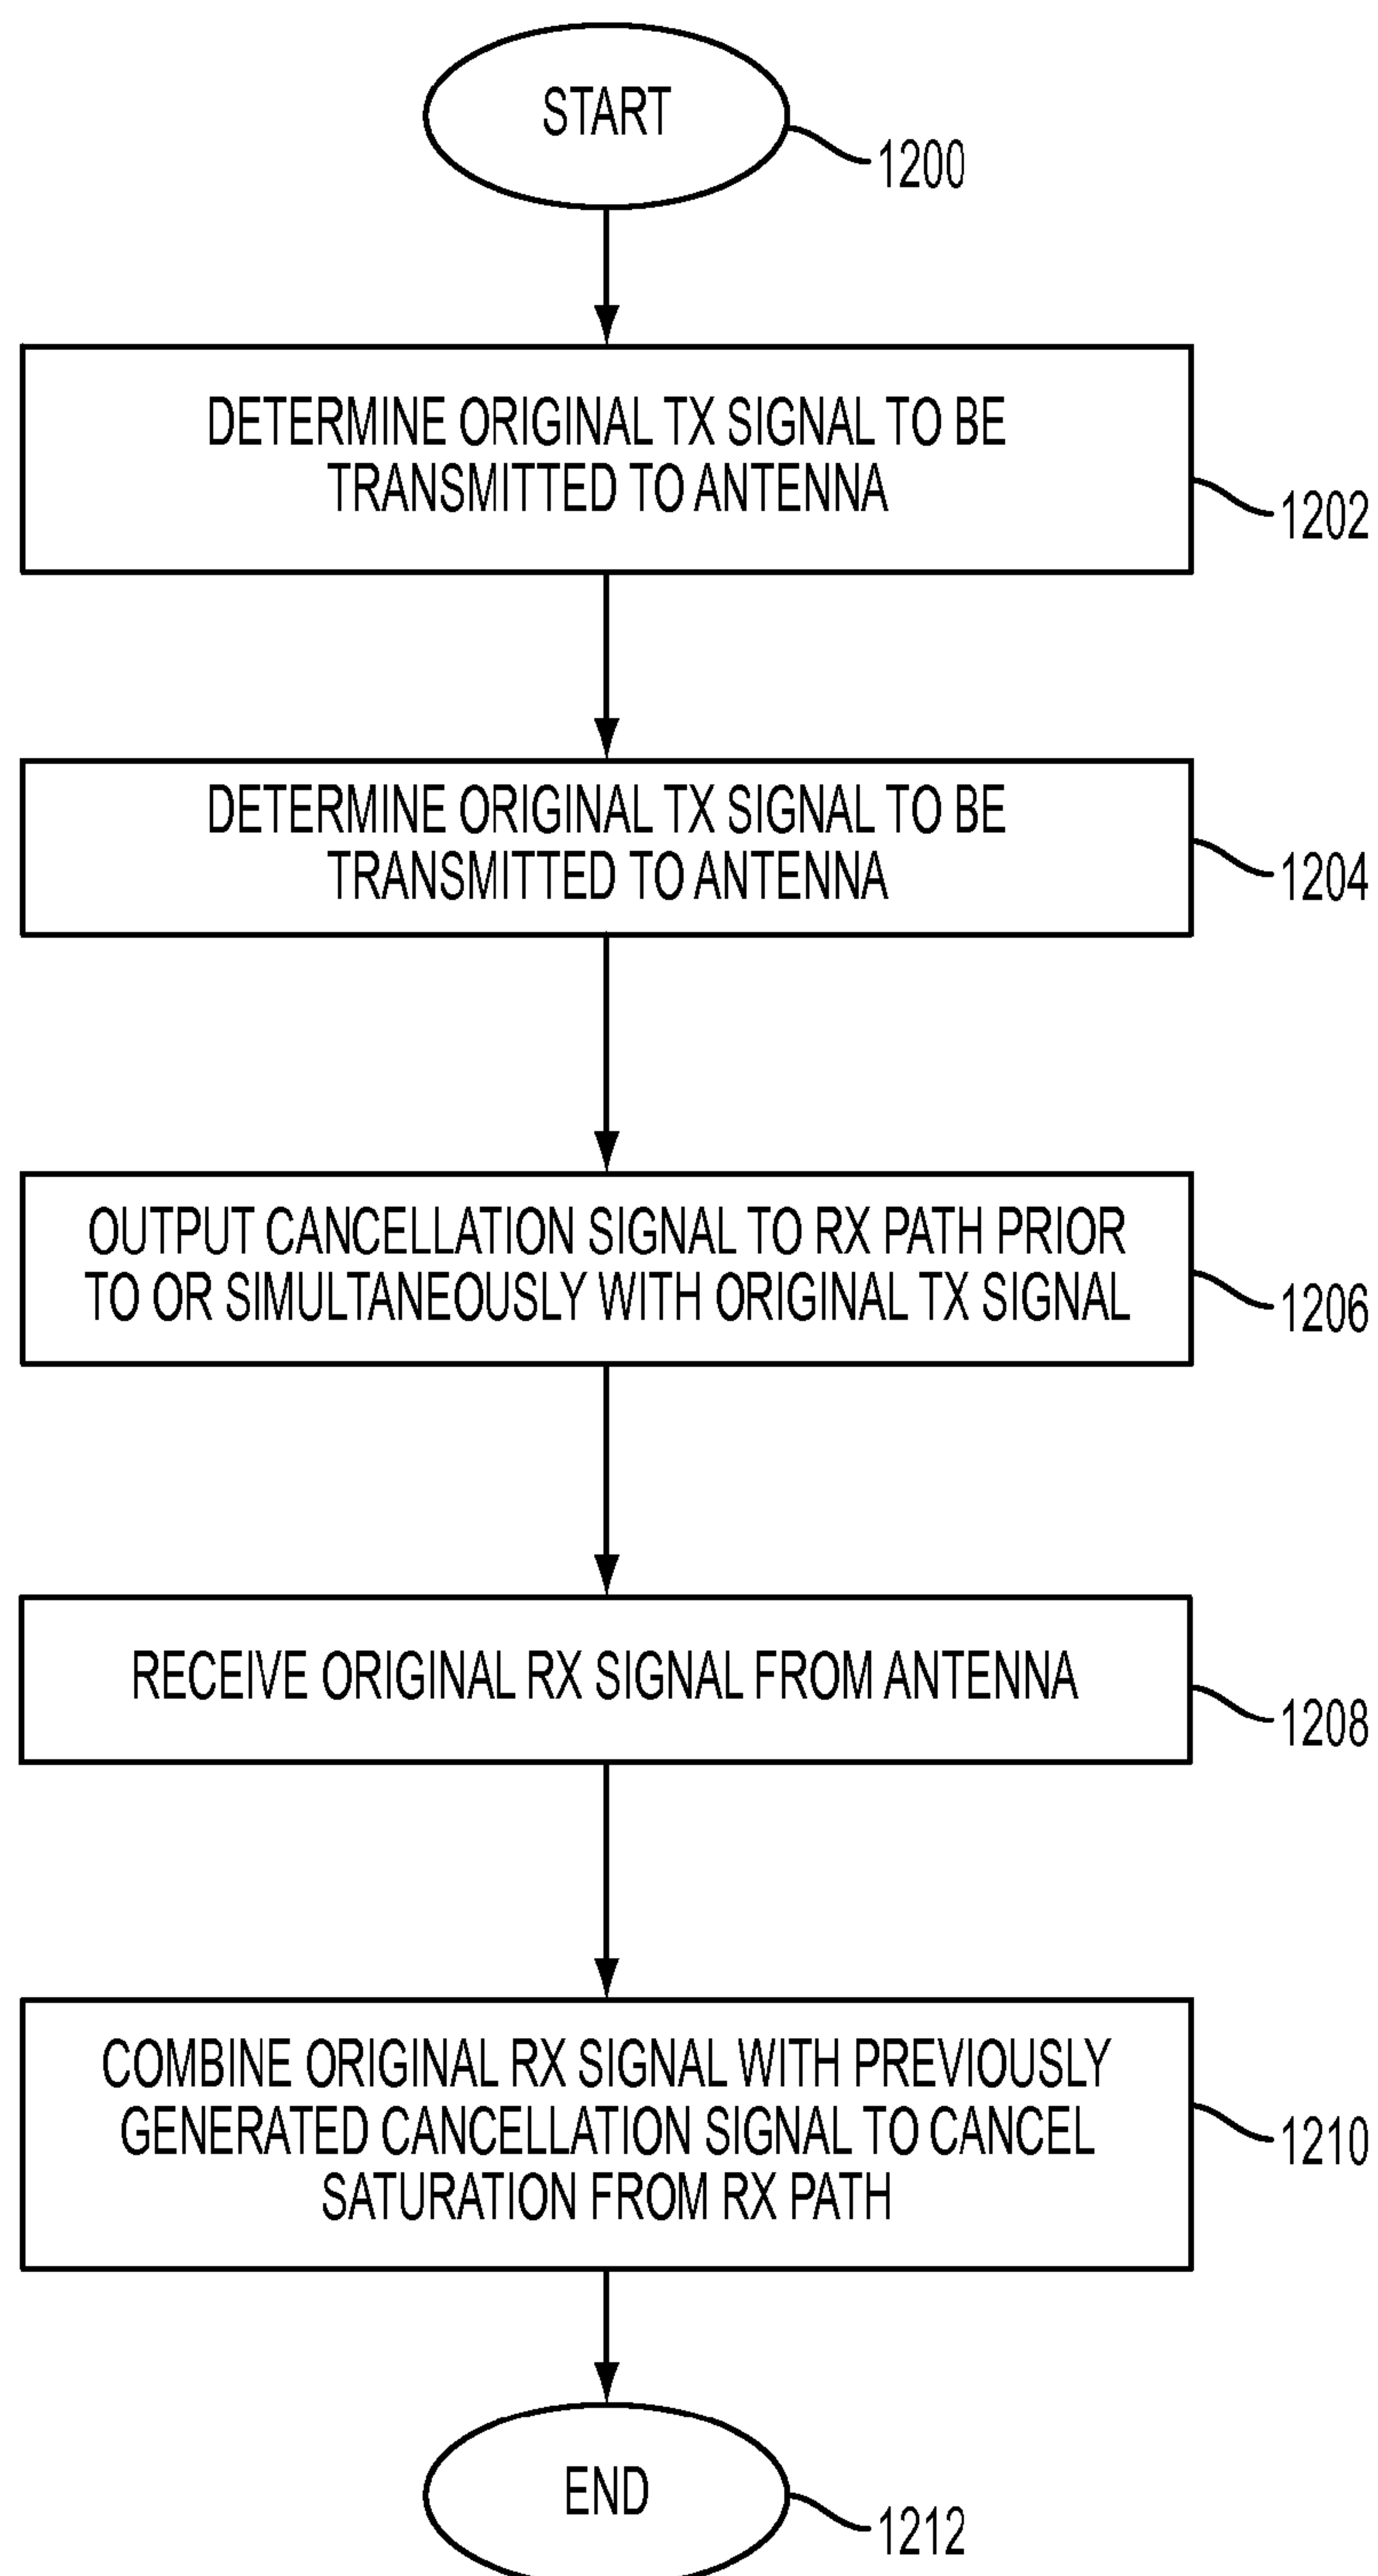 START
1200
DETERMINE ORIGINAL TX SIGNAL TO BE
TRANSMITTED TO ANTENNA
1202
DETERMINE ORIGINAL TX SIGNAL TO BE
TRANSMITTED TO ANTENNA
1204
OUTPUT CANCELLATION SIGNAL TO RX PATH PRIOR
TO OR SIMULTANEOUSLY WITH ORIGINAL TX SIGNAL
1206
RECEIVE ORIGINAL RX SIGNAL FROM ANTENNA
1208
COMBINE ORIGINAL RX SIGNAL WITH PREVIOUSLY
GENERATED CANCELLATION SIGNAL TO CANCEL
SATURATION FROM RX PATH
1210
END
1212